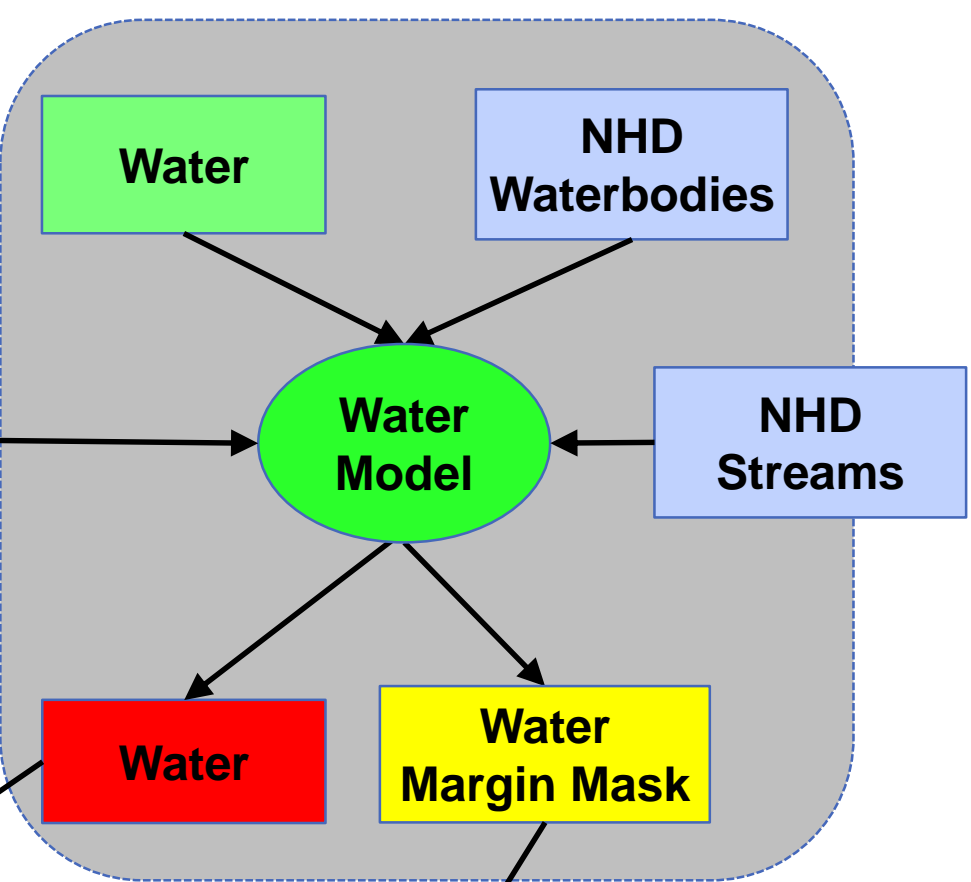 Water
NHD
Waterbodies
Water
Model
NHD
Streams
Water
Water
Margin Mask